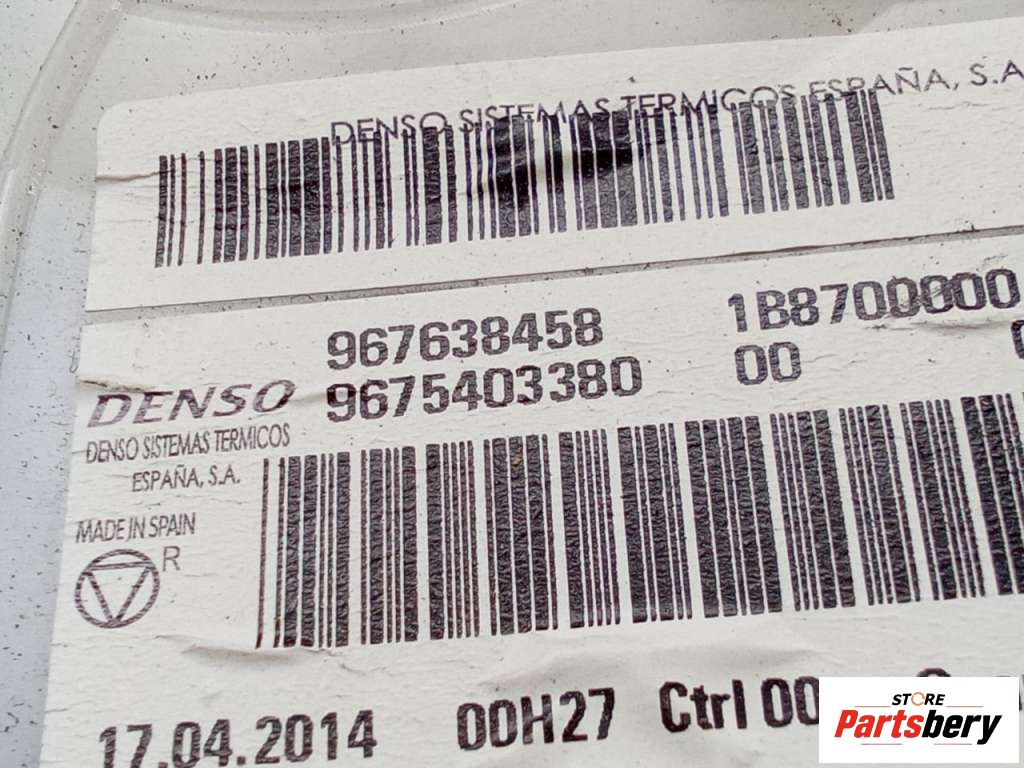 DENSO SISTEMAS TERMICOS ESPAÑA, S.A
967638458 1B8700000
9675403380 00
DENSO
DENSO SISTEMAS TERMICOS
ESPAÑA, S.A.
MADE IN SPAIN
R
17.04.2014 00H27 Ctrl 00
STORE
Partsbery